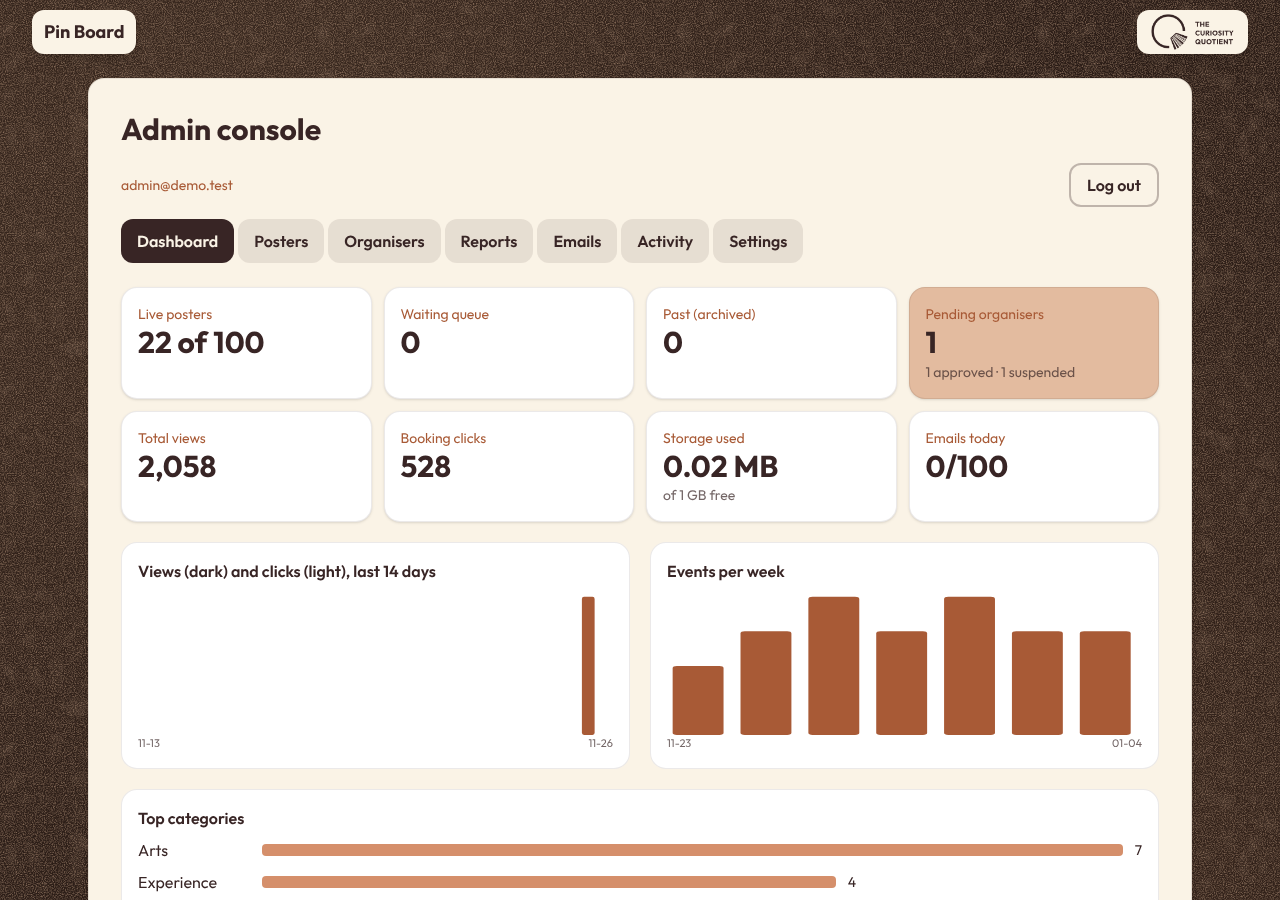 Pin Board
THE
CURIOSITY
QUOTIENT
Admin console
admin@demo.test
Log out
Dashboard
Posters
Organisers
Reports
Emails
Activity
Settings
Live posters
22 of 100
Waiting queue
0
Past (archived)
0
Pending organisers
1
1 approved · 1 suspended
Total views
2,058
Booking clicks
528
Storage used
0.02 MB
of 1 GB free
Emails today
0/100
Views (dark) and clicks (light), last 14 days
11-13
11-26
Events per week
11-23
01-04
Top categories
Arts
7
Experience
4